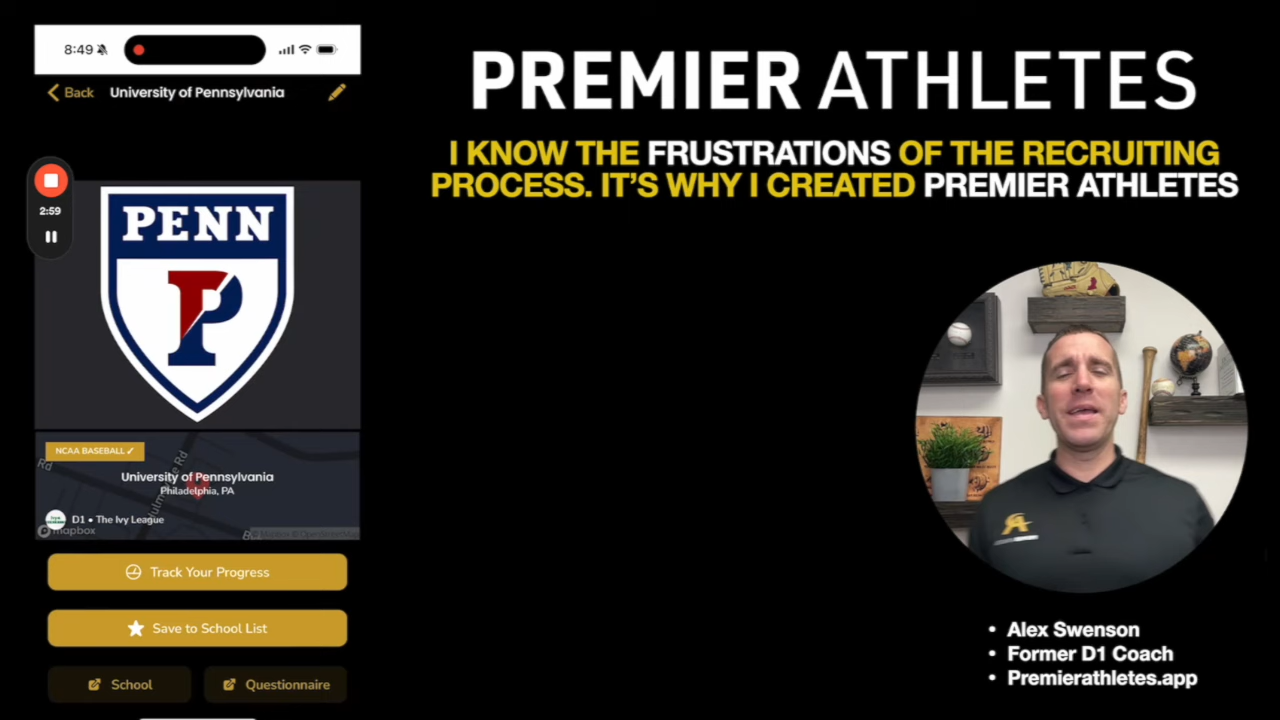 8:49
Back
University of Pennsylvania
2:59
PENN
P
NCAA BASEBALL ✓
University of Pennsylvania
Philadelphia, PA
D1 • The Ivy League
mapbox
Rd
Track Your Progress
Save to School List
School
Questionnaire
PREMIER ATHLETES
I KNOW THE FRUSTRATIONS OF THE RECRUITING
PROCESS. IT'S WHY I CREATED PREMIER ATHLETES
• Alex Swenson
• Former D1 Coach
• Premierathletes.app